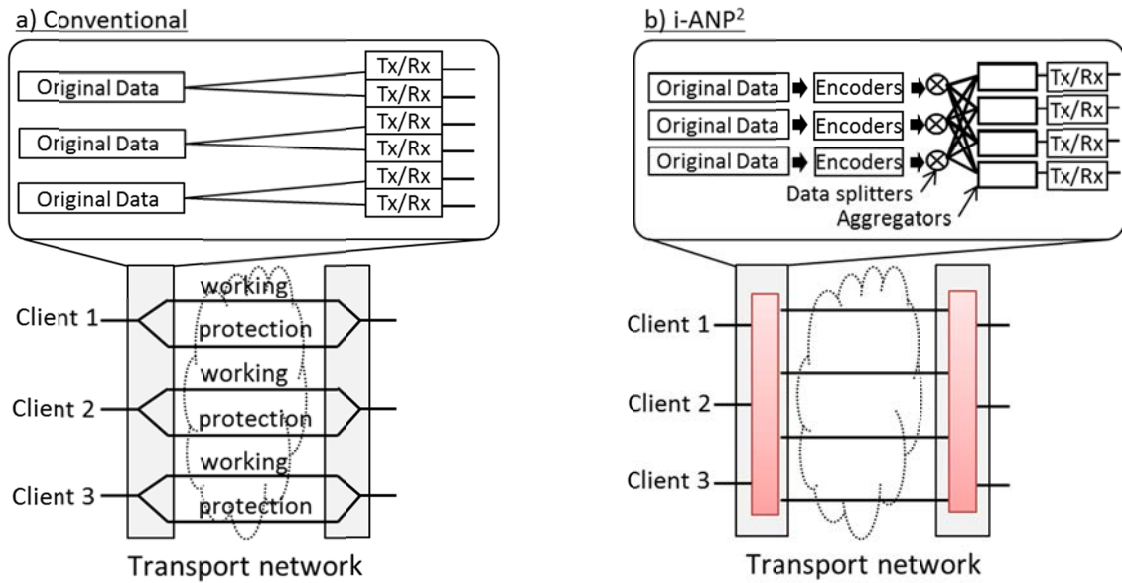 a) Conventional
Original Data
Original Data
Original Data
Tx/Rx
Tx/Rx
Tx/Rx
Tx/Rx
Tx/Rx
Tx/Rx
Client 1
working
protection
Client 2
working
protection
Client 3
working
protection
Transport network
b) i-ANP²
Original Data Encoders
Original Data Encoders
Original Data Encoders
Tx/Rx
Tx/Rx
Tx/Rx
Tx/Rx
Data splitters
Aggregators
Client 1
Client 2
Client 3
Transport network